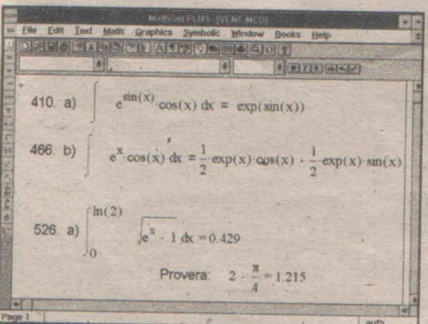 Mathcad PLUS - [VENE.MCD]
File Edit Text Math Graphics Symbolic Window Books Help
410. a) ∫ e^sin(x)·cos(x) dx = exp(sin(x))
466. b) ∫ e^x·cos(x) dx = 1/2·exp(x)·cos(x) + 1/2·exp(x)·sin(x)
526. a) ∫₀^ln(2) √(e^x - 1) dx = 0.429
Provera: 2 - π/4 = 1.215
Page 1
auto